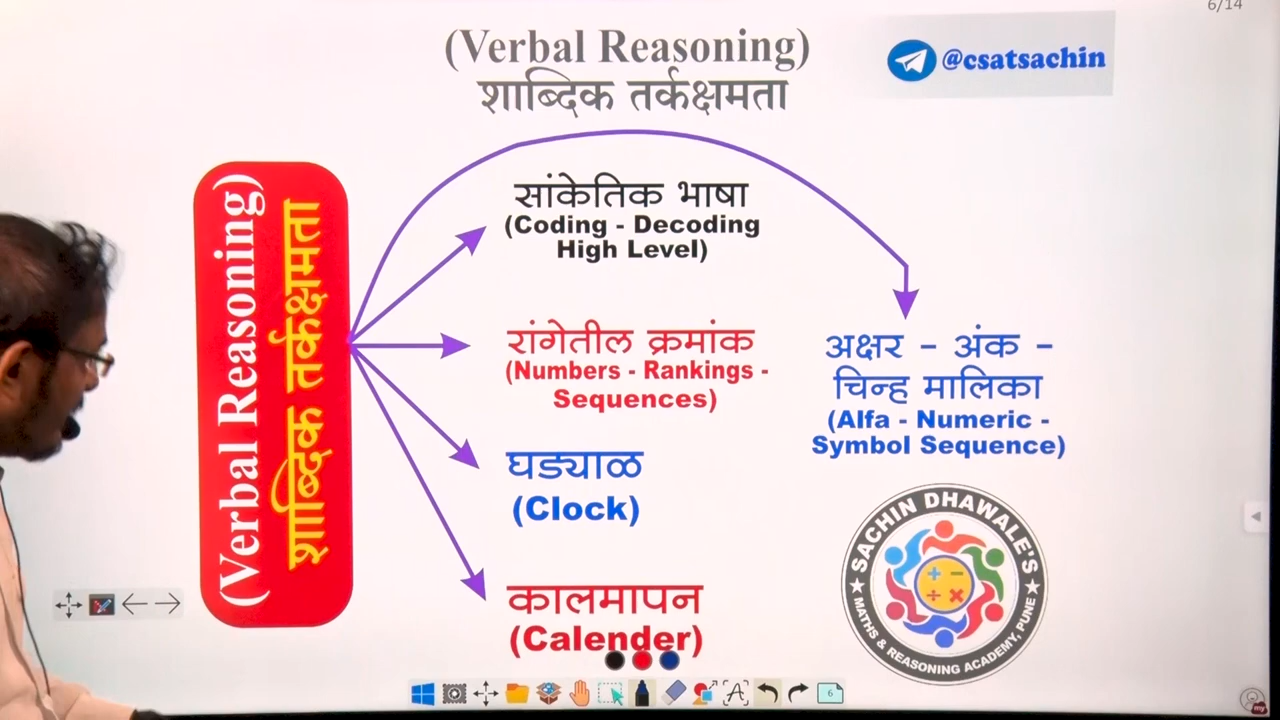 6/14
(Verbal Reasoning)
शाब्दिक तर्कक्षमता
@csatsachin
(Verbal Reasoning)
शाब्दिक तर्कक्षमता
सांकेतिक भाषा
(Coding - Decoding
High Level)
रांगेतील क्रमांक
(Numbers - Rankings -
Sequences)
घड्याळ
(Clock)
कालमापन
(Calender)
अक्षर - अंक -
चिन्ह मालिका
(Alfa - Numeric -
Symbol Sequence)
SACHIN DHAWALE'S
MATHS & REASONING ACADEMY, PUNE
A
6
my